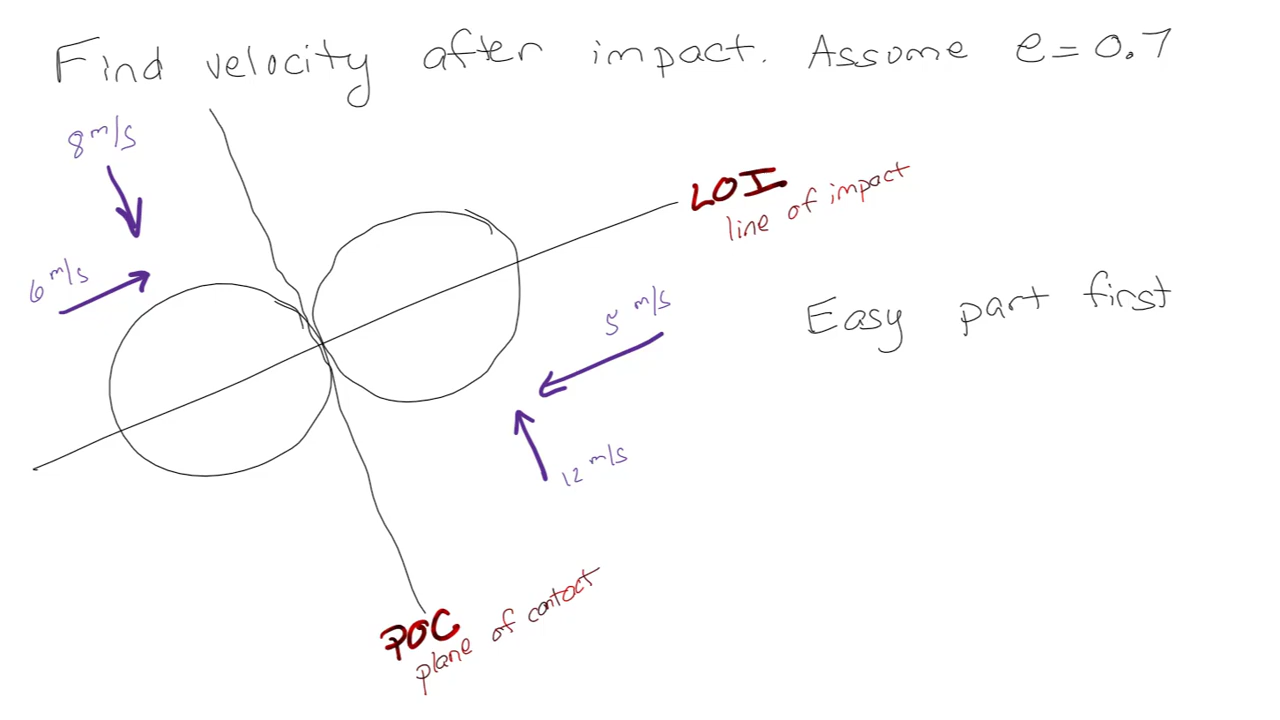 Find velocity after impact. Assume e = 0.7
8 m/s
6 m/s
LOI
line of impact
5 m/s
Easy part first
12 m/s
POC
plane of contact